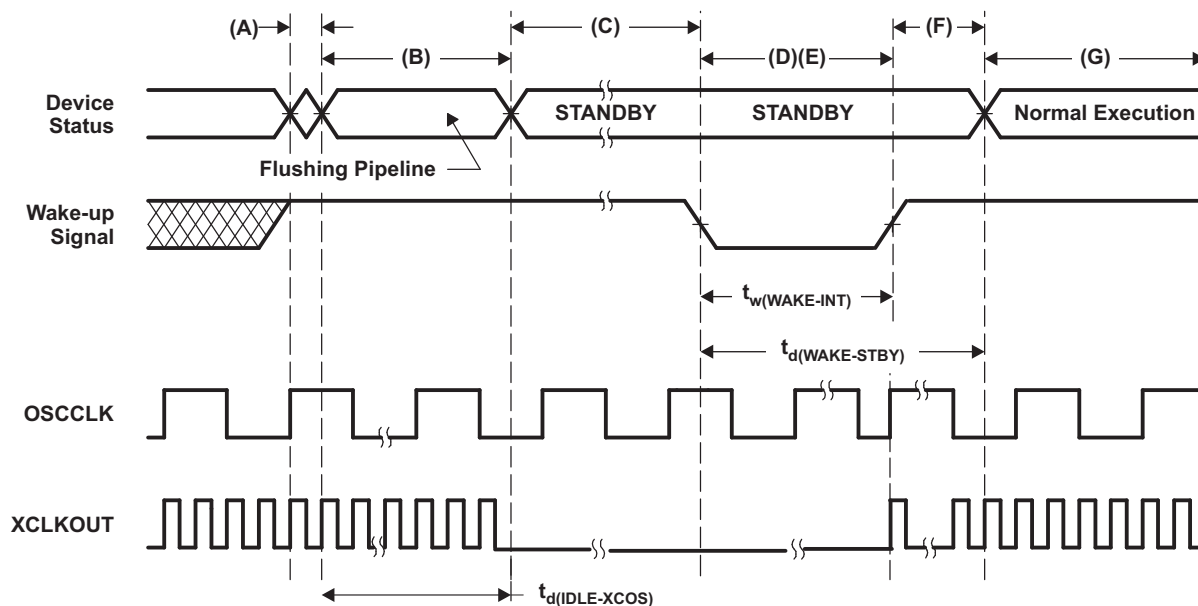 (A)
(C)
(F)
(B)
(D)(E)
(G)
Device
Status
STANDBY
STANDBY
Normal Execution
Flushing Pipeline
Wake-up
Signal
tw(WAKE-INT)
td(WAKE-STBY)
OSCCLK
XCLKOUT
td(IDLE-XCOS)